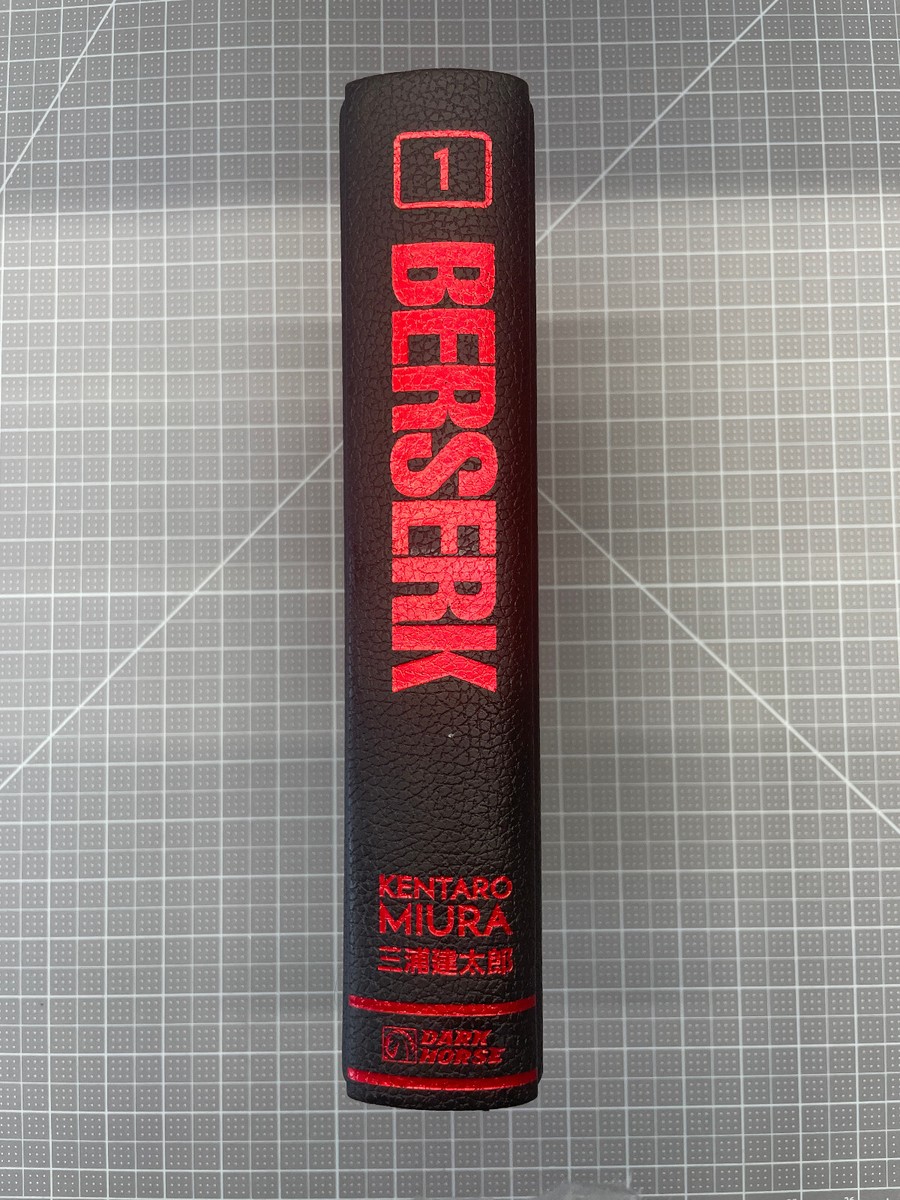 1
BERSERK
KENTARO
MIURA
三浦建太郎
DARK
HORSE